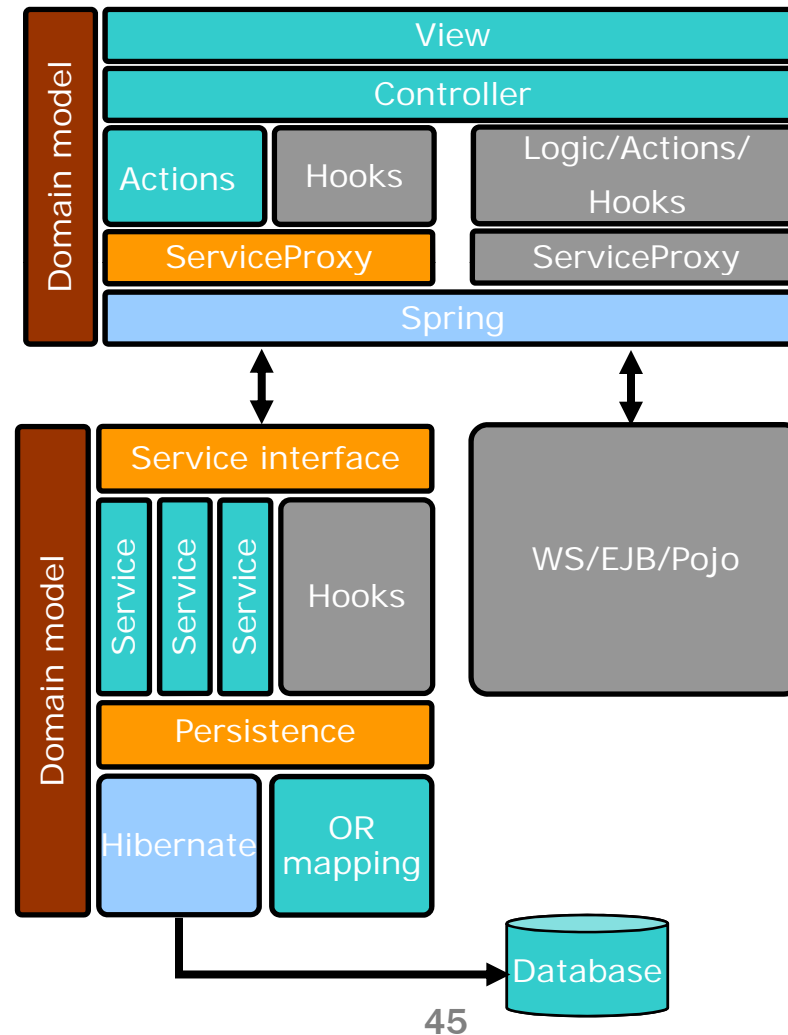 Domain model
View
Controller
Actions
Hooks
Logic/Actions/
Hooks
ServiceProxy
ServiceProxy
Spring
Domain model
Service interface
Service
Service
Service
Hooks
WS/EJB/Pojo
Persistence
Hibernate
OR
mapping
Database
45